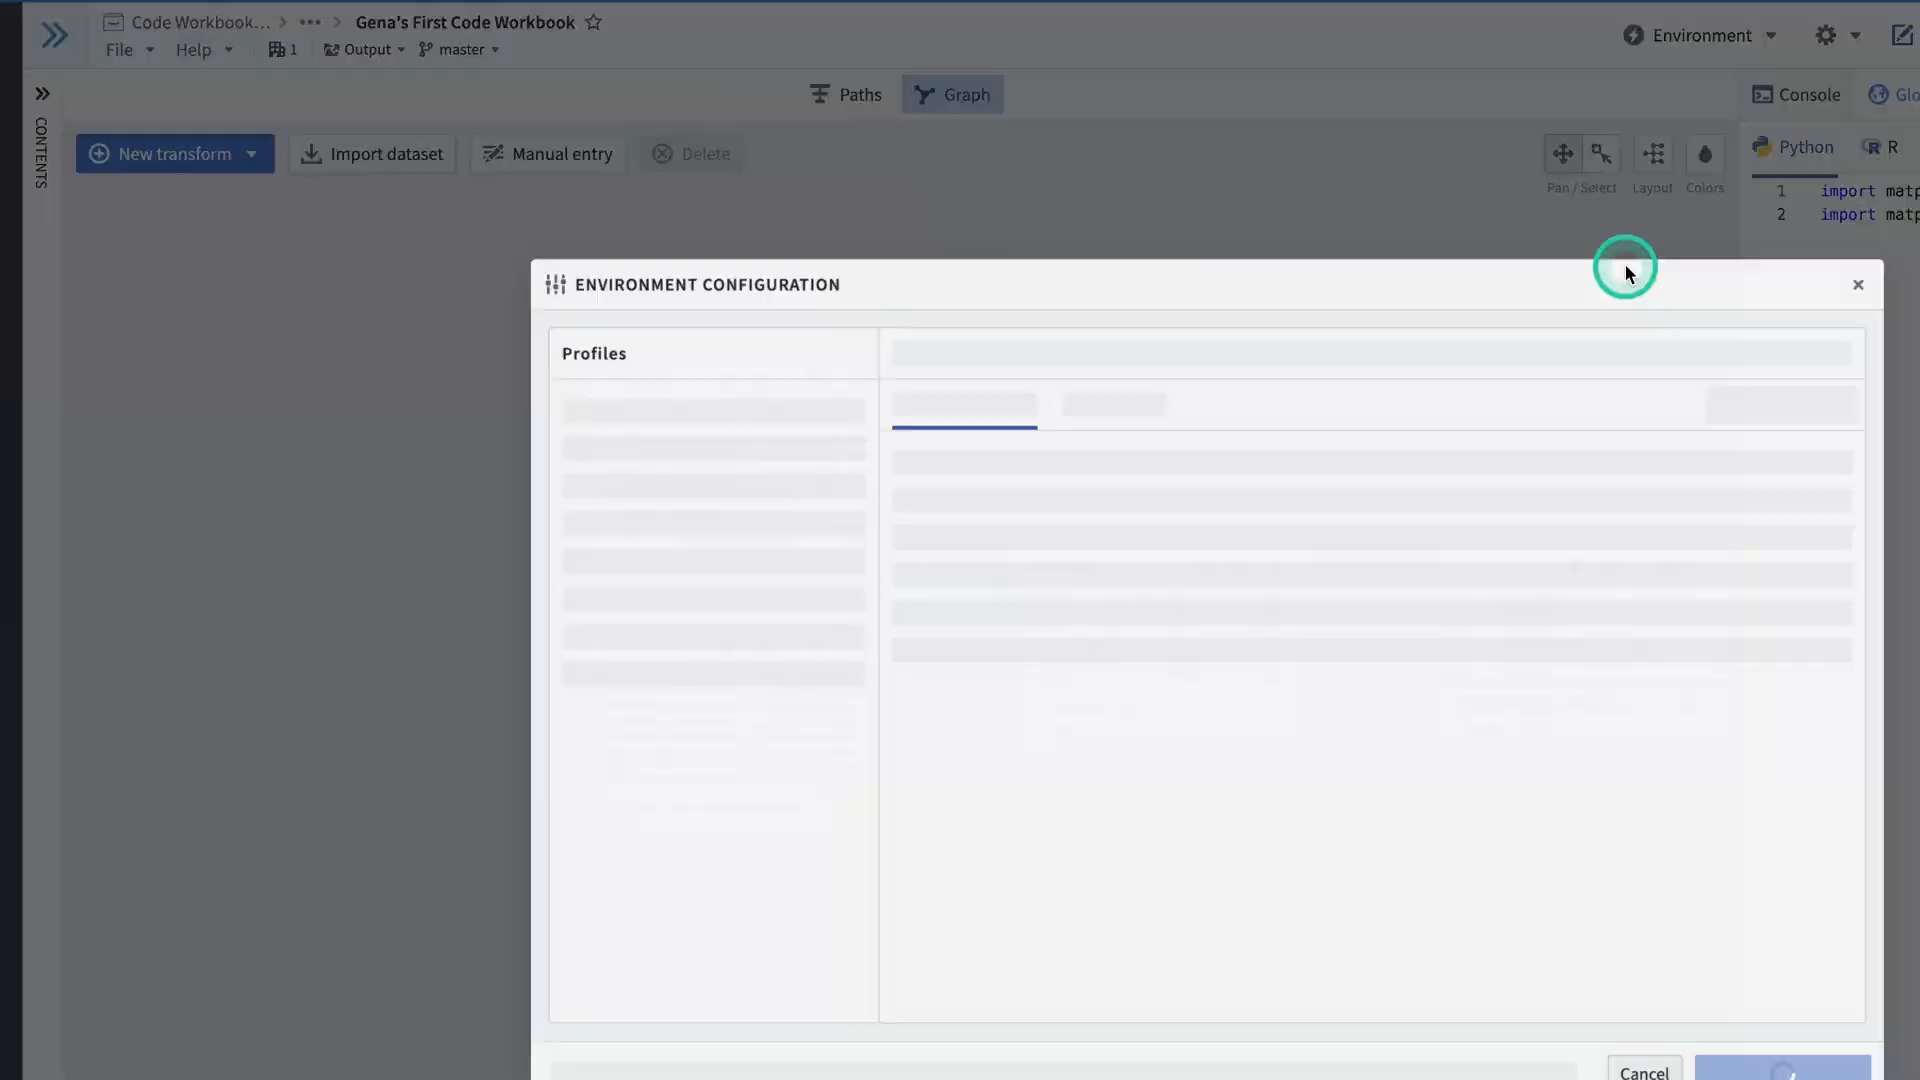 Code Workbook... > ••• > Gena's First Code Workbook
File Help 1 Output master
Environment
CONTENTS
Paths Graph
Console
New transform Import dataset Manual entry Delete
Pan / Select Layout Colors
Python R
1 import
2 import
ENVIRONMENT CONFIGURATION
Profiles
Cancel